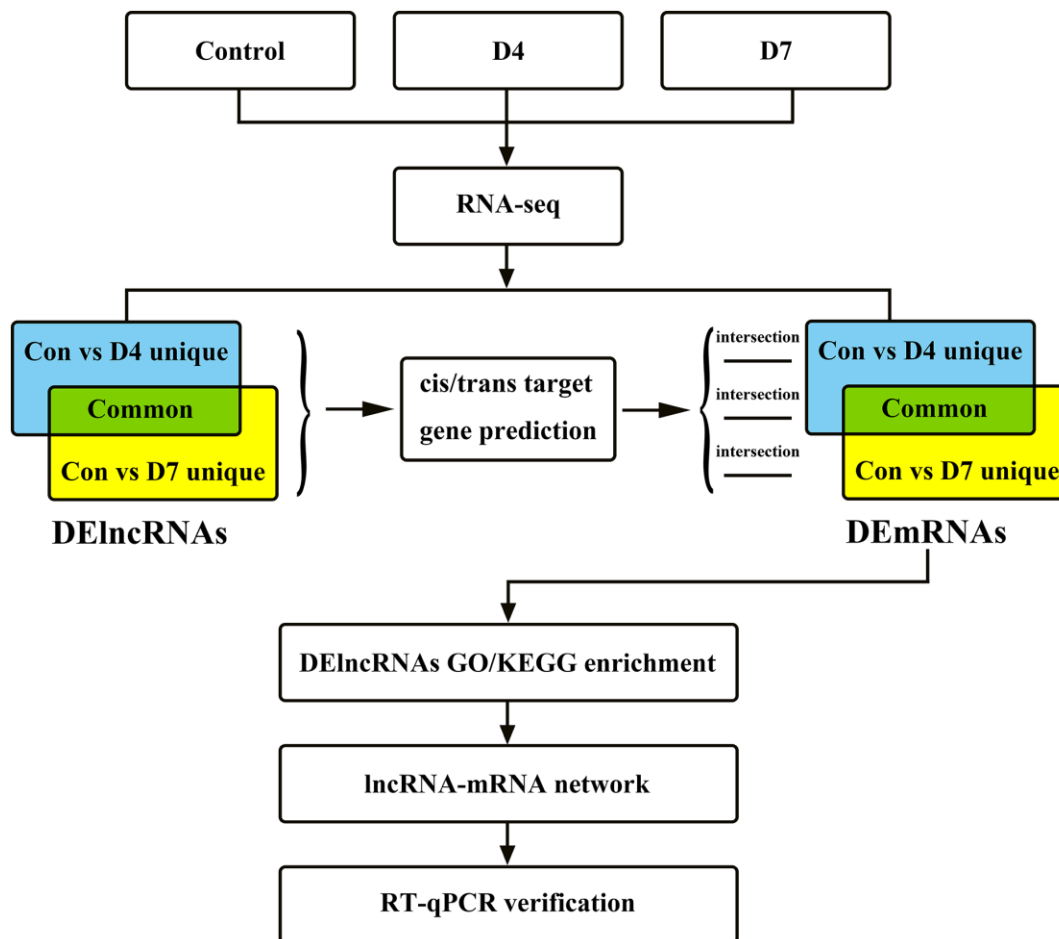 Control
D4
D7
RNA-seq
Con vs D4 unique
Common
Con vs D7 unique
DElncRNAs
cis/trans target
gene prediction
intersection
intersection
intersection
Con vs D4 unique
Common
Con vs D7 unique
DEmRNAs
DElncRNAs GO/KEGG enrichment
lncRNA-mRNA network
RT-qPCR verification